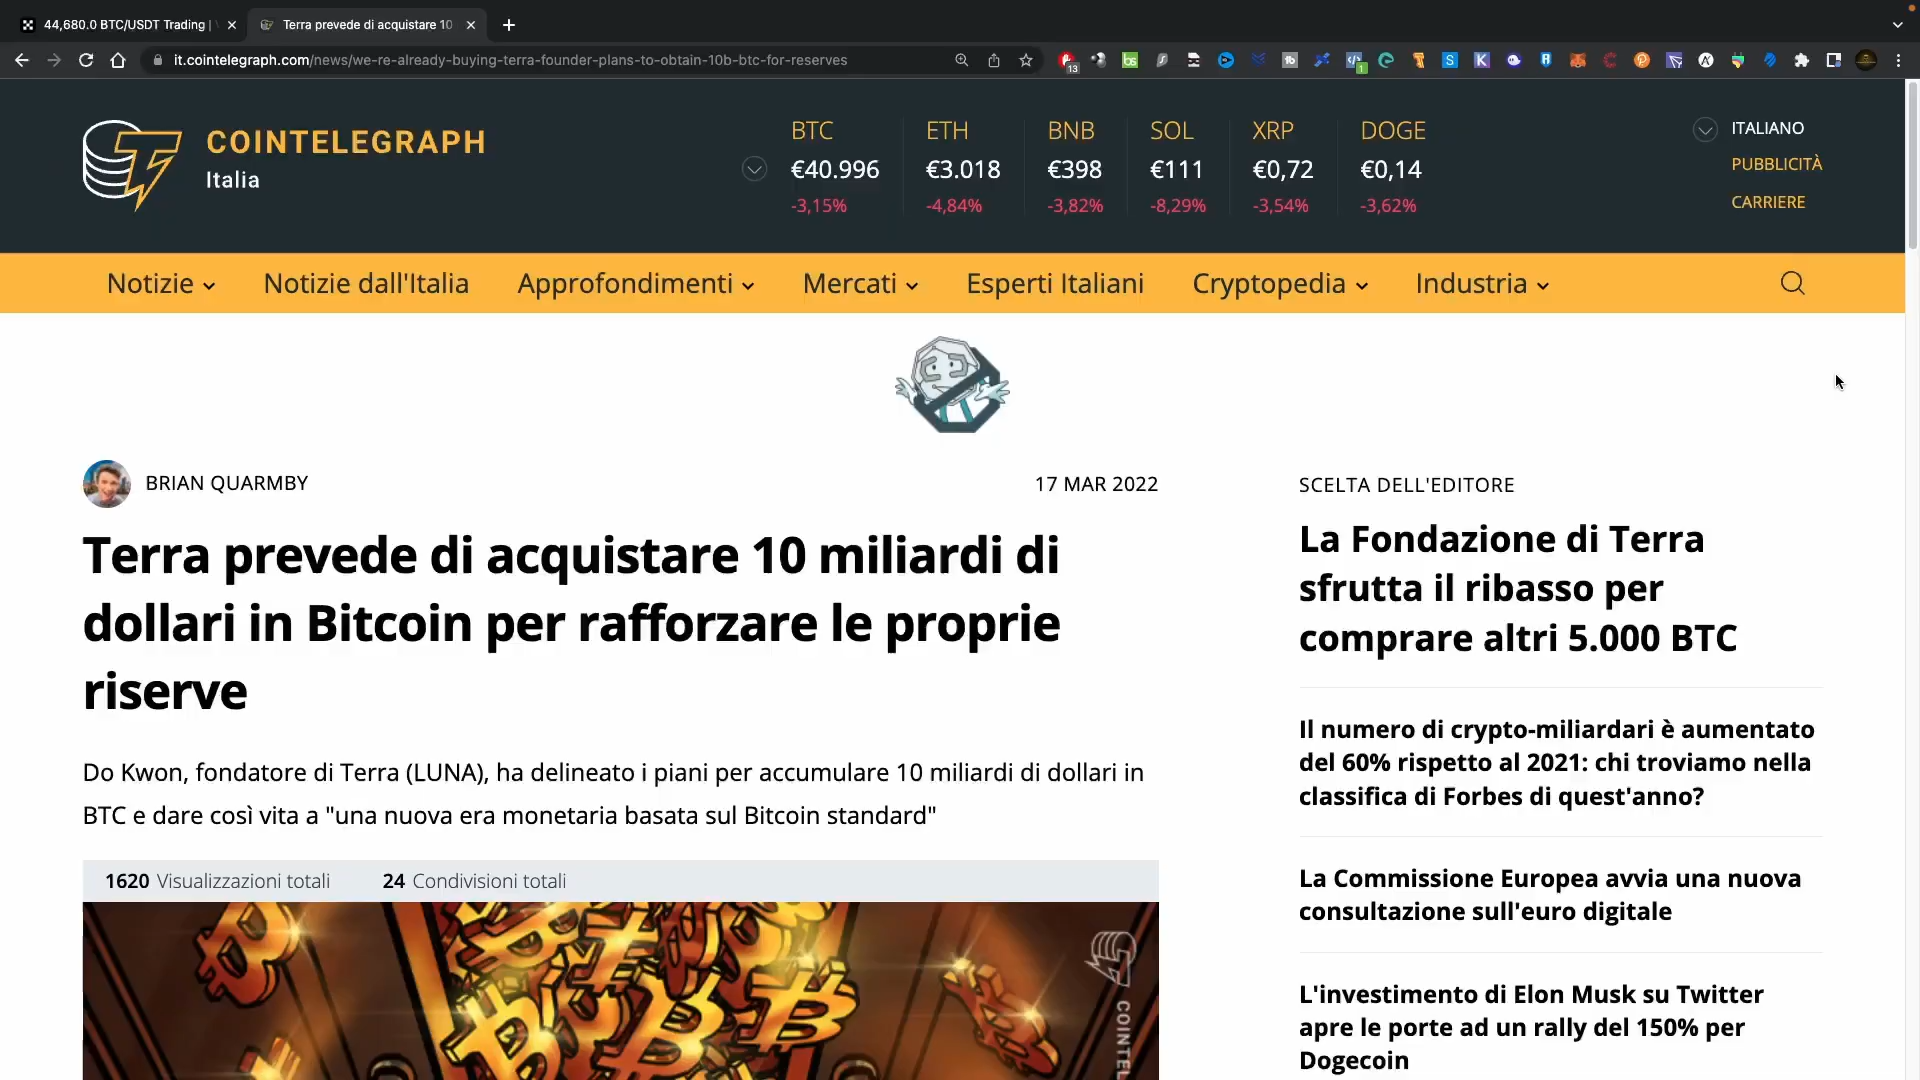 44,680.0 BTC/USDT Trading |
Terra prevede di acquistare 10
it.cointelegraph.com/news/we-re-already-buying-terra-founder-plans-to-obtain-10b-btc-for-reserves
13
1
COINTELEGRAPH
Italia
BTC ETH BNB SOL XRP DOGE
€40.996 €3.018 €398 €111 €0,72 €0,14
-3,15% -4,84% -3,82% -8,29% -3,54% -3,62%
ITALIANO
PUBBLICITÀ
CARRIERE
Notizie Notizie dall'Italia Approfondimenti Mercati Esperti Italiani Cryptopedia Industria
BRIAN QUARMBY
17 MAR 2022
Terra prevede di acquistare 10 miliardi di
dollari in Bitcoin per rafforzare le proprie
riserve
Do Kwon, fondatore di Terra (LUNA), ha delineato i piani per accumulare 10 miliardi di dollari in
BTC e dare così vita a "una nuova era monetaria basata sul Bitcoin standard"
1620 Visualizzazioni totali 24 Condivisioni totali
COINTEL
SCELTA DELL'EDITORE
La Fondazione di Terra
sfrutta il ribasso per
comprare altri 5.000 BTC
Il numero di crypto-miliardari è aumentato
del 60% rispetto al 2021: chi troviamo nella
classifica di Forbes di quest'anno?
La Commissione Europea avvia una nuova
consultazione sull'euro digitale
L'investimento di Elon Musk su Twitter
apre le porte ad un rally del 150% per
Dogecoin